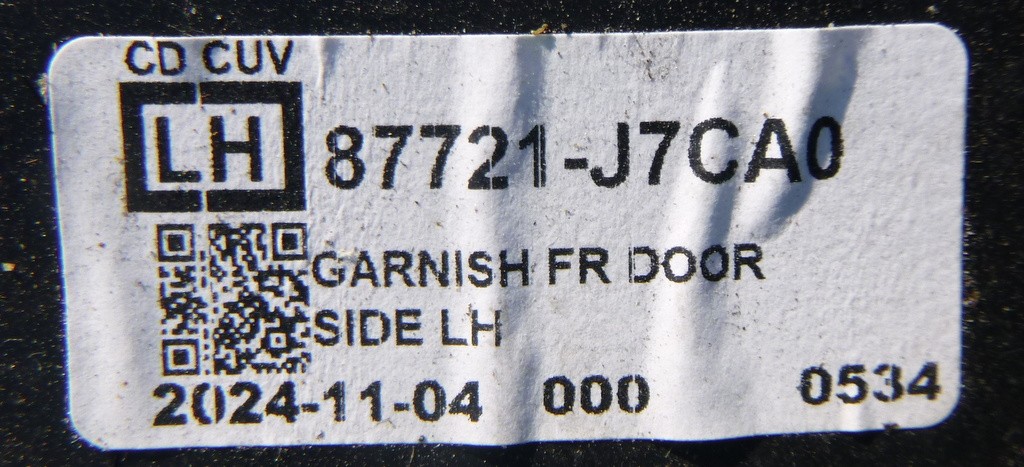 CD CUV
LH 87721-J7CA0
GARNISH FR DOOR
SIDE LH
2024-11-04 000 0534